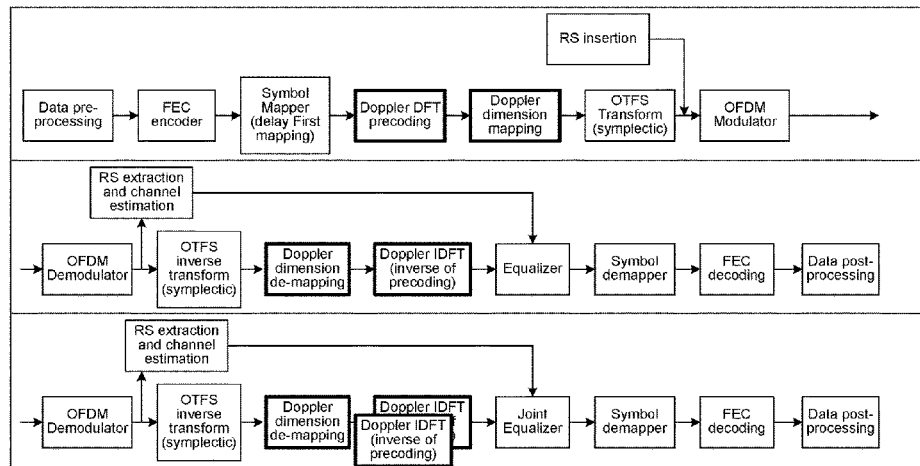 RS insertion
Data pre-
processing
FEC
encoder
Symbol
Mapper
(delay First
mapping)
Doppler DFT
precoding
Doppler
dimension
mapping
OTFS
Transform
(symplectic)
OFDM
Modulator
RS extraction
and channel
estimation
OFDM
Demodulator
OTFS
inverse
transform
(symplectic)
Doppler
dimension
de-mapping
Doppler IDFT
(inverse of
precoding)
Equalizer
Symbol
demapper
FEC
decoding
Data post-
processing
RS extraction
and channel
estimation
OFDM
Demodulator
OTFS
inverse
transform
(symplectic)
Doppler
dimension
de-mapping
Doppler IDFT
Doppler IDFT
(inverse of
precoding)
Joint
Equalizer
Symbol
demapper
FEC
decoding
Data post-
processing